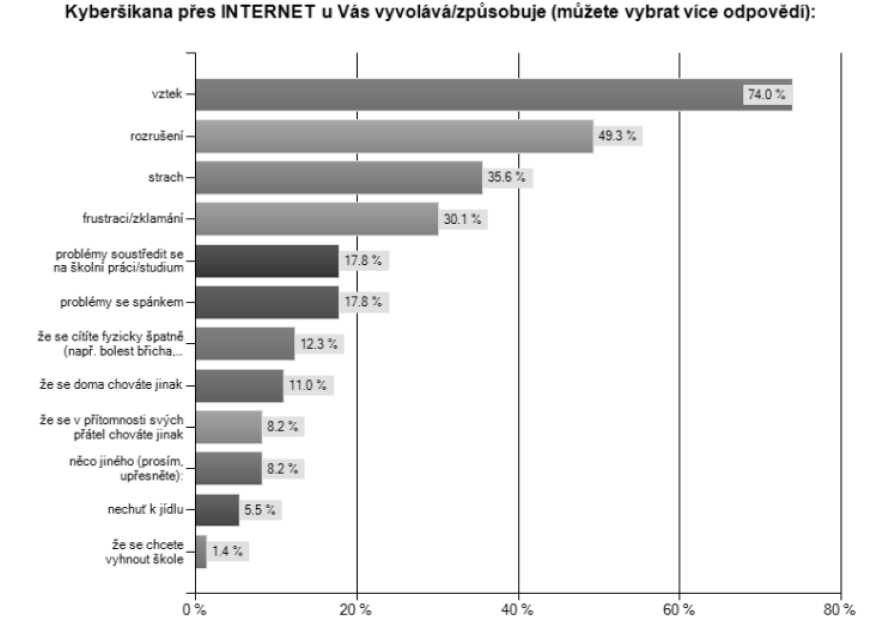 Kyberšikana přes INTERNET u Vás vyvolává/způsobuje (můžete vybrat více odpovědí):
vztek
74.0 %
rozrušení
49.3 %
strach
35.6 %
frustraci/zklamání
30.1 %
problémy soustředit se
na školní práci/studium
17.8 %
problémy se spánkem
17.8 %
že se cítíte fyzicky špatně
(např. bolest břicha,...
12.3 %
že se doma chováte jinak
11.0 %
že se v přítomnosti svých
přátel chováte jinak
8.2 %
něco jiného (prosím,
upřesněte):
8.2 %
nechuť k jídlu
5.5 %
že se chcete
vyhnout škole
1.4 %
0 %
20 %
40 %
60 %
80 %